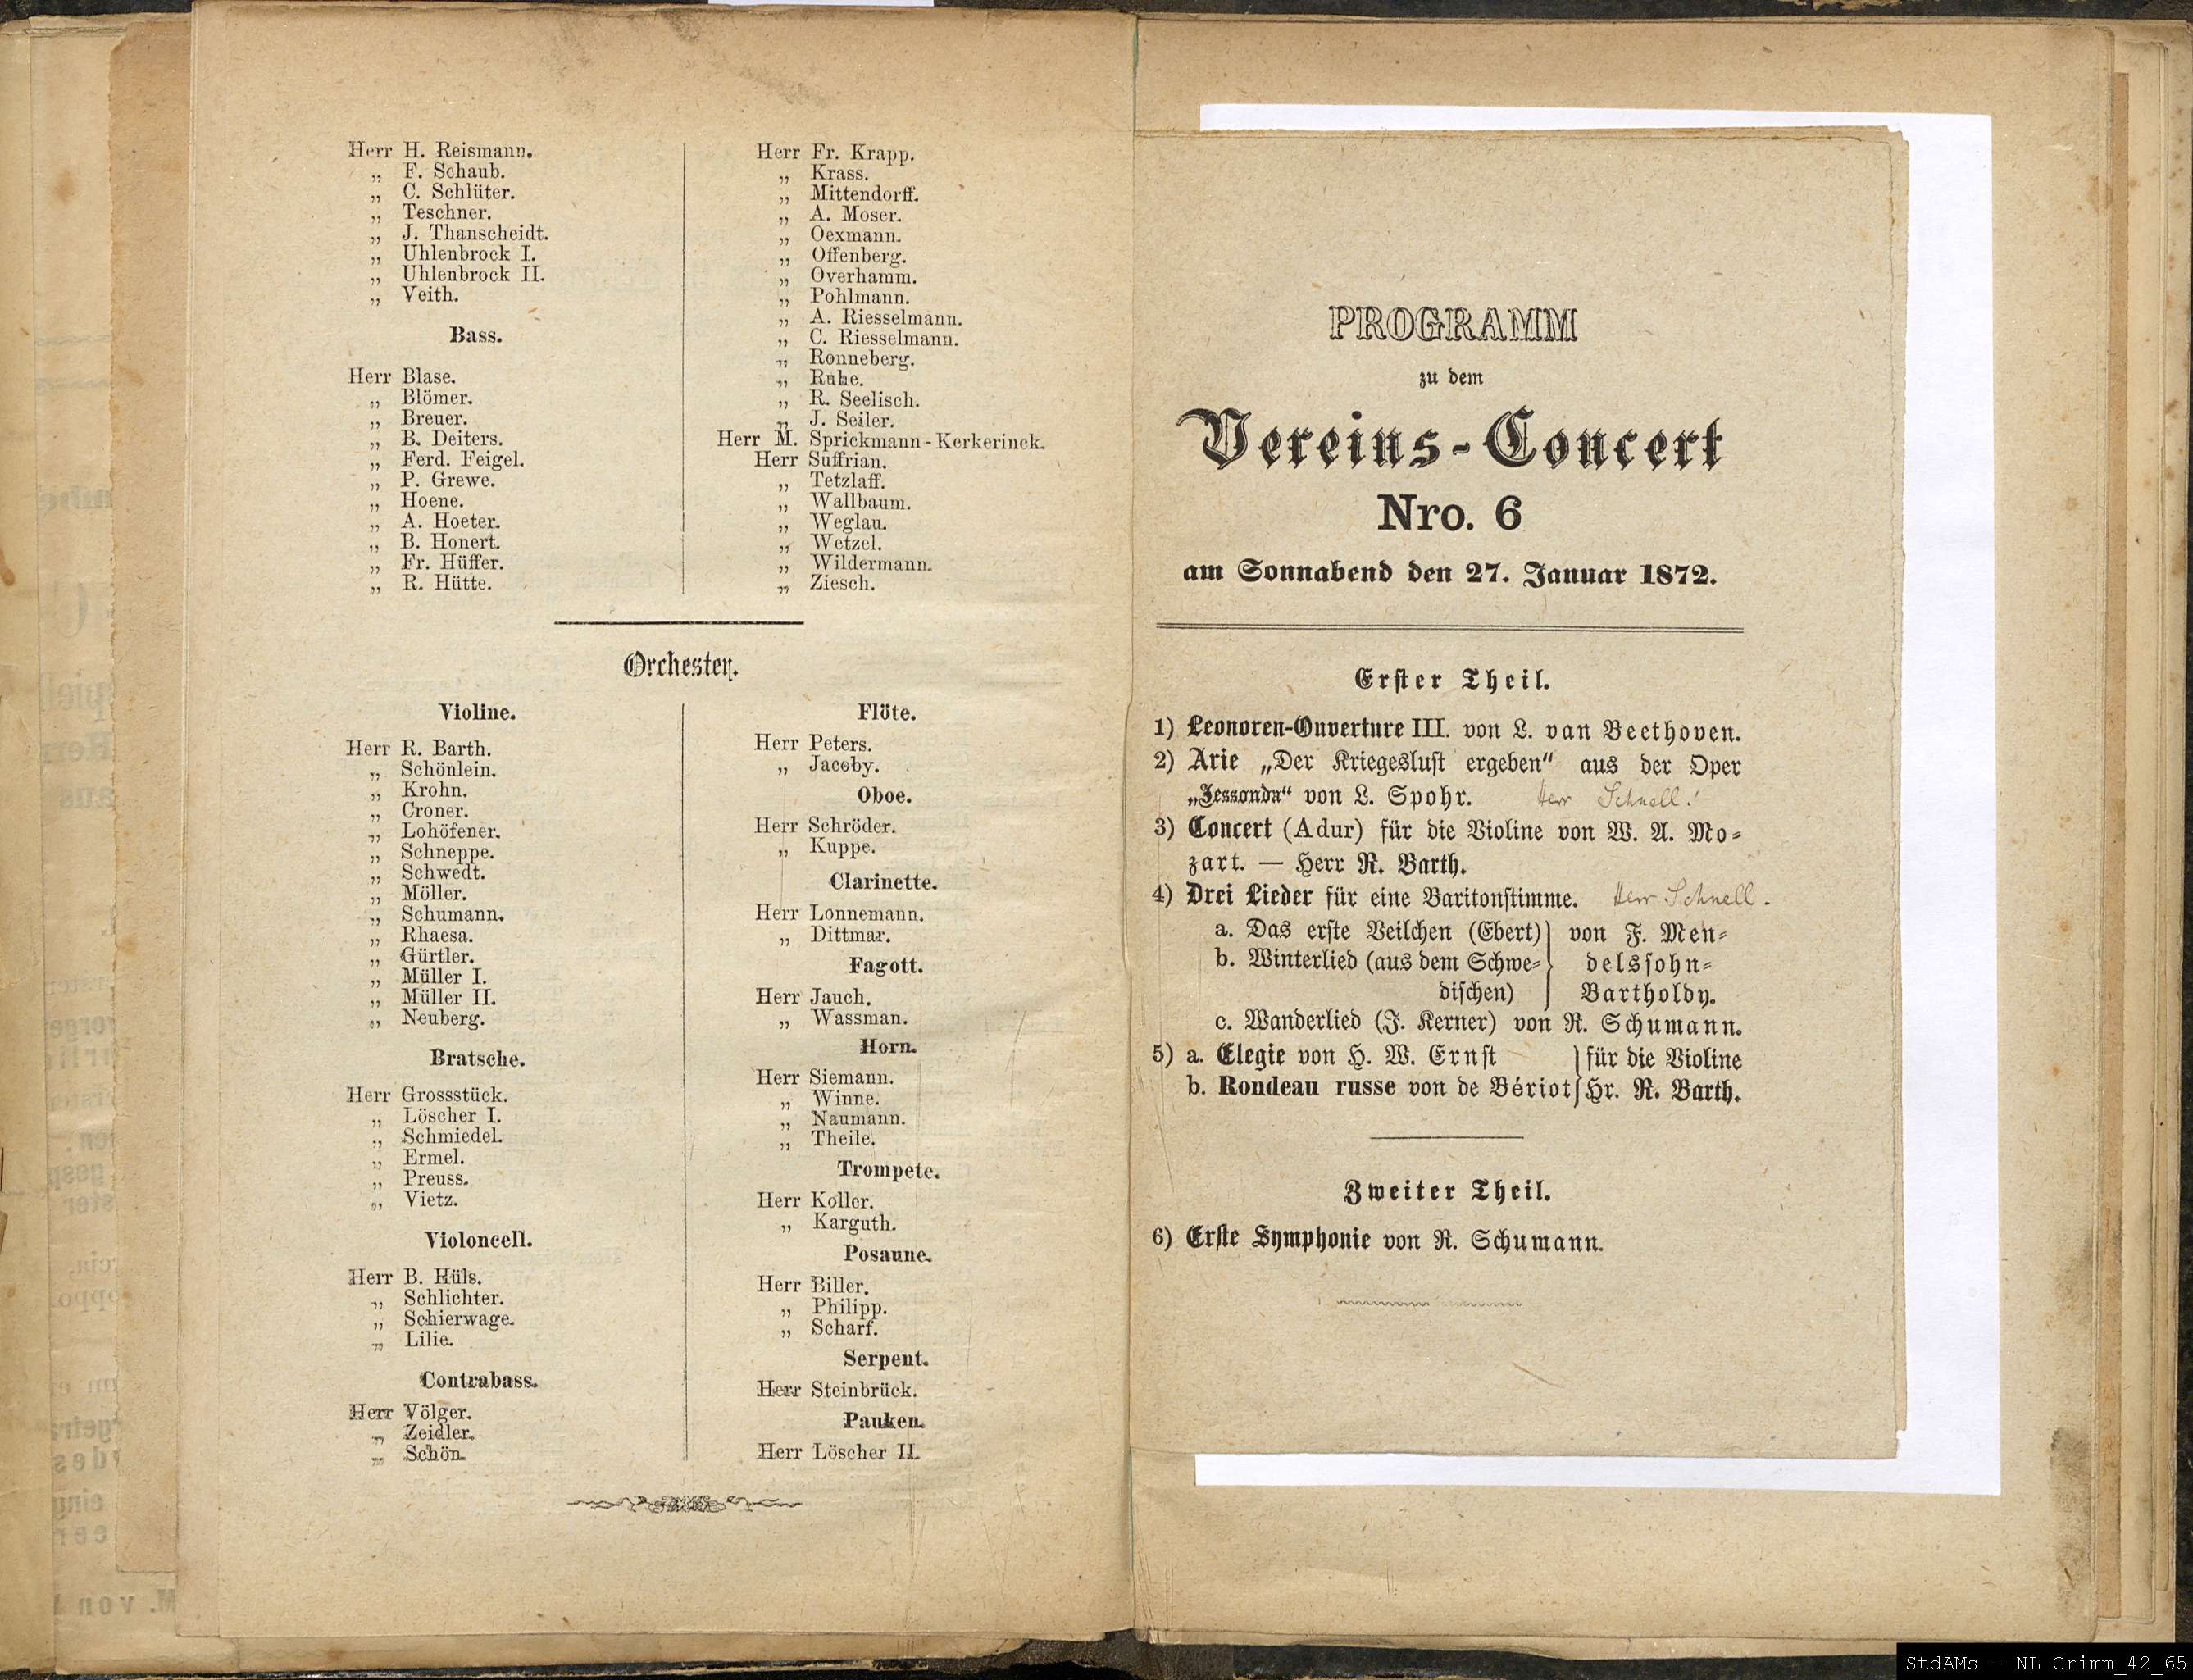 Herr H. Reismann.
„ F. Schaub.
„ C. Schlüter.
„ Teschner.
„ J. Thanscheidt.
„ Uhlenbrock I.
„ Uhlenbrock II.
„ Veith.
Bass.
Herr Blase.
„ Blömer.
„ Breuer.
„ B. Deiters.
„ Ferd. Feigel.
„ P. Grewe.
„ Hoene.
„ A. Hoeter.
„ B. Honert.
„ Fr. Hüffer.
„ R. Hütte.
Herr Fr. Krapp.
„ Krass.
„ Mittendorff.
„ A. Moser.
„ Oexmann.
„ Offenberg.
„ Overhamm.
„ Pohlmann.
„ A. Riesselmann.
„ C. Riesselmann.
„ Ronneberg.
„ Ruhe.
„ R. Seelisch.
„ J. Seiler.
Herr M. Sprickmann-Kerkerinck.
Herr Suffrian.
„ Tetzlaff.
„ Wallbaum.
„ Weglau.
„ Wetzel.
„ Wildermann.
„ Ziesch.
Orchester.
Violine.
Herr R. Barth.
„ Schönlein.
„ Krohn.
„ Croner.
„ Lohöfener.
„ Schneppe.
„ Schwedt.
„ Möller.
„ Schumann.
„ Rhaesa.
„ Gürtler.
„ Müller I.
„ Müller II.
„ Neuberg.
Bratsche.
Herr Grossstück.
„ Löscher I.
„ Schmiedel.
„ Ermel.
„ Preuss.
„ Vietz.
Violoncell.
Herr B. Hüls.
„ Schlichter.
„ Schierwage.
„ Lilie.
Contrabass.
Herr Völger.
„ Zeidler.
„ Schön.
Flöte.
Herr Peters.
„ Jacoby.
Oboe.
Herr Schröder.
„ Kuppe.
Clarinette.
Herr Lonnemann.
„ Dittmar.
Fagott.
Herr Jauch.
„ Wassman.
Horn.
Herr Siemann.
„ Winne.
„ Naumann.
„ Theile.
Trompete.
Herr Koller.
„ Karguth.
Posaune.
Herr Biller.
„ Philipp.
„ Scharf.
Serpent.
Herr Steinbrück.
Pauken.
Herr Löscher II.
PROGRAMM
zu dem
Vereins-Concert
Nro. 6
am Sonnabend den 27. Januar 1872.
Erster Theil.
1) Leonoren-Ouverture III. von L. van Beethoven.
2) Arie „Der Kriegeslust ergeben“ aus der Oper
„Jessonda“ von L. Spohr. Herr Schnell.
3) Concert (A dur) für die Violine von W. A. Mo-
zart. — Herr R. Barth.
4) Drei Lieder für eine Baritonstimme. Herr Schnell.
a. Das erste Veilchen (Ebert) von F. Men-
b. Winterlied (aus dem Schwe- delssohn-
dischen) Bartholdy.
c. Wanderlied (J. Kerner) von R. Schumann.
5) a. Elegie von H. W. Ernst für die Violine
b. Rondeau russe von de Bériot Hr. R. Barth.
Zweiter Theil.
6) Erste Symphonie von R. Schumann.
StdAMs - NL Grimm_42_65